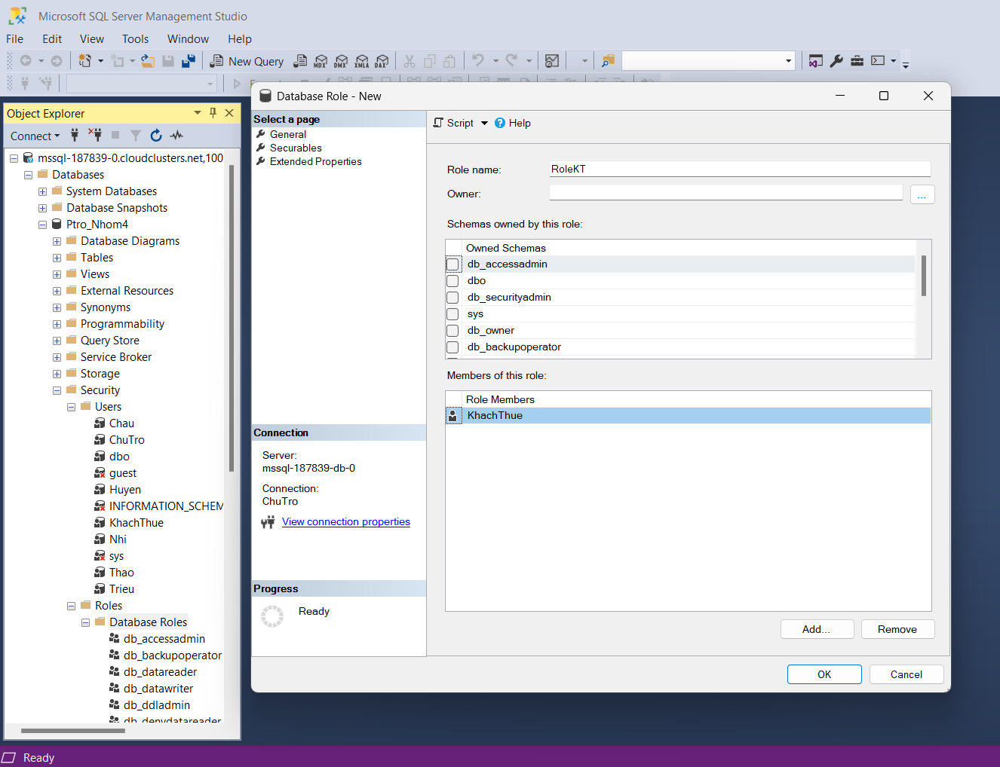 Microsoft SQL Server Management Studio
File Edit View Tools Window Help
New Query MDX DMX XMLA DAX
Object Explorer
Connect
mssql-187839-0.cloudclusters.net,100
Databases
System Databases
Database Snapshots
Ptro_Nhom4
Database Diagrams
Tables
Views
External Resources
Synonyms
Programmability
Query Store
Service Broker
Storage
Security
Users
Chau
ChuTro
dbo
guest
Huyen
INFORMATION_SCHEM
KhachThue
Nhi
sys
Thao
Trieu
Roles
Database Roles
db_accessadmin
db_backupoperator
db_datareader
db_datawriter
db_ddladmin
db_denydatareader
Database Role - New
Select a page
General
Securables
Extended Properties
Connection
Server:
mssql-187839-db-0
Connection:
ChuTro
View connection properties
Progress
Ready
Script Help
Role name: RoleKT
Owner: ...
Schemas owned by this role:
Owned Schemas
db_accessadmin
dbo
db_securityadmin
sys
db_owner
db_backupoperator
Members of this role:
Role Members
KhachThue
Add... Remove
OK Cancel
Ready